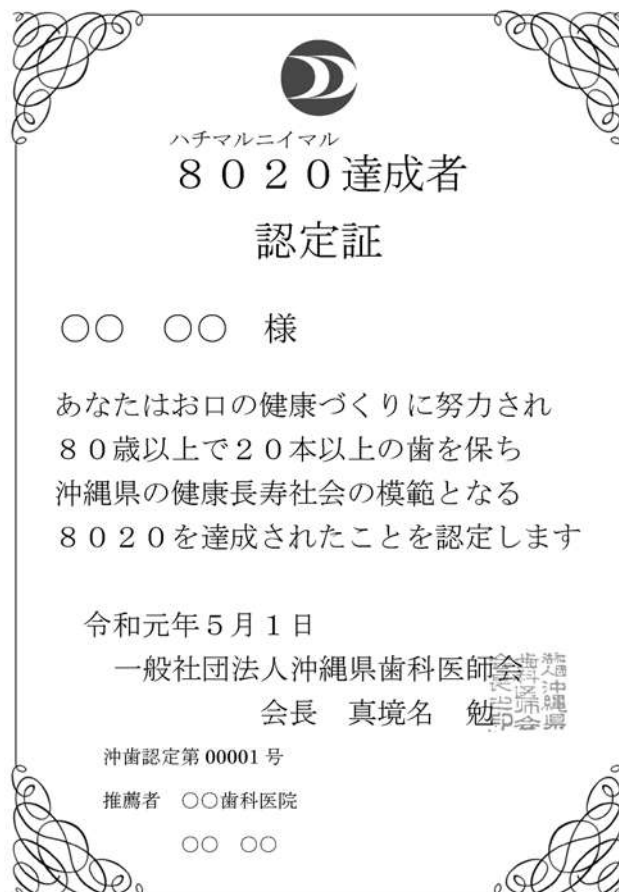 ハチマルニイマル
８０２０達成者
認定証
○○　○○　様
あなたはお口の健康づくりに努力され
８０歳以上で２０本以上の歯を保ち
沖縄県の健康長寿社会の模範となる
８０２０を達成されたことを認定します
令和元年５月１日
一般社団法人沖縄県歯科医師会
会長　真境名　勉
沖歯認定第 00001 号
推薦者　○○歯科医院
○○　○○